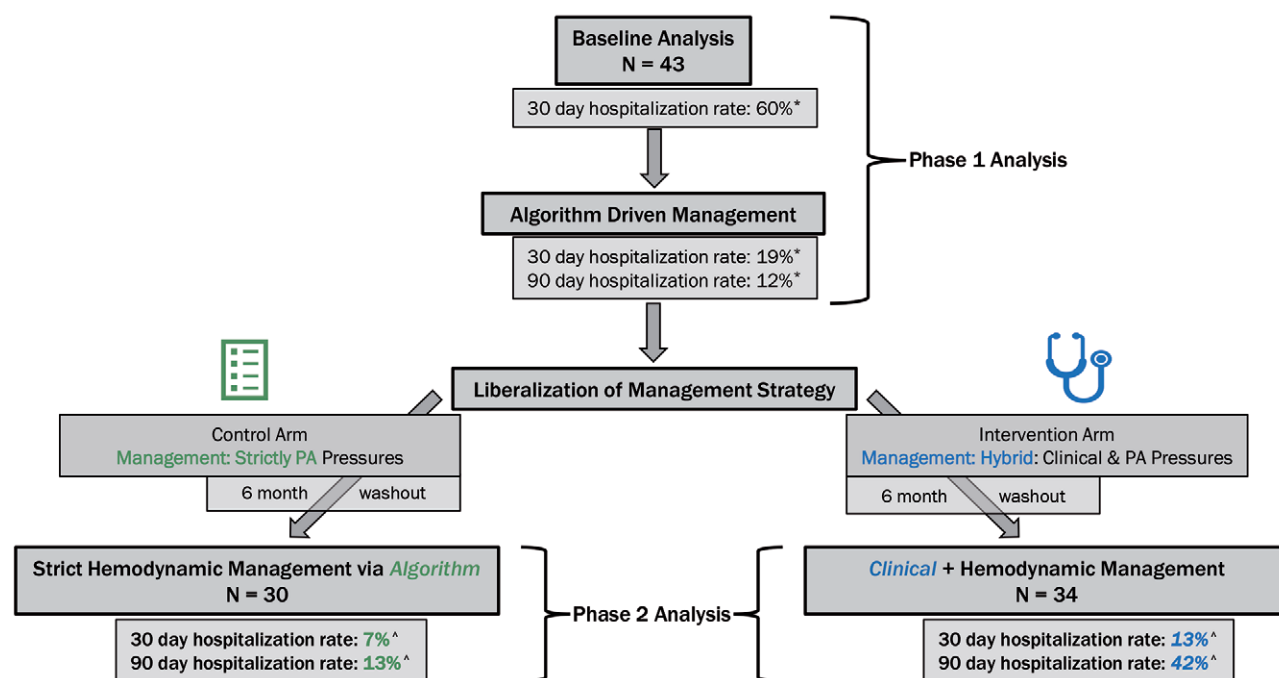 Baseline Analysis
N = 43
30 day hospitalization rate: 60%*
Phase 1 Analysis
Algorithm Driven Management
30 day hospitalization rate: 19%*
90 day hospitalization rate: 12%*
Liberalization of Management Strategy
Control Arm
Management: Strictly PA Pressures
6 month washout
Intervention Arm
Management: Hybrid: Clinical & PA Pressures
6 month washout
Strict Hemodynamic Management via Algorithm
N = 30
30 day hospitalization rate: 7%^
90 day hospitalization rate: 13%^
Phase 2 Analysis
Clinical + Hemodynamic Management
N = 34
30 day hospitalization rate: 13%^
90 day hospitalization rate: 42%^